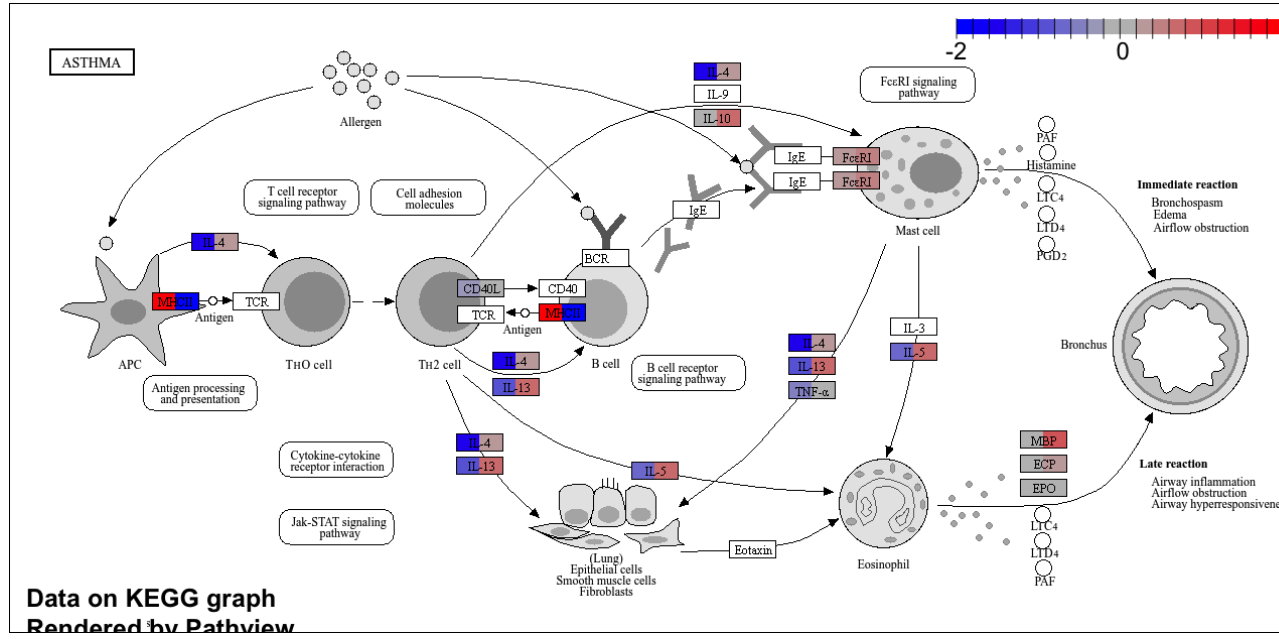 -2
0
ASTHMA
Allergen
IL-4
IL-9
IL-10
FcεRI signaling
pathway
T cell receptor
signaling pathway
Cell adhesion
molecules
IgE
FcεRI
IgE
FcεRI
IgE
PAF
Histamine
LTC4
LTD4
PGD2
Immediate reaction
Bronchospasm
Edema
Airflow obstruction
Mast cell
IL-4
BCR
MHCII
Antigen
TCR
CD40L
CD40
TCR
Antigen
MHCII
APC
TH0 cell
TH2 cell
B cell
IL-4
IL-13
B cell receptor
signaling pathway
Antigen processing
and presentation
IL-4
IL-13
TNF-α
IL-3
IL-5
Bronchus
Cytokine-cytokine
receptor interaction
IL-4
IL-13
IL-5
MBP
ECP
EPO
Late reaction
Airway inflammation
Airflow obstruction
Airway hyperresponsivene
Jak-STAT signaling
pathway
Eotaxin
(Lung)
Epithelial cells
Smooth muscle cells
Fibroblasts
Eosinophil
LTC4
LTD4
PAF
Data on KEGG graph
Rendered by Pathview